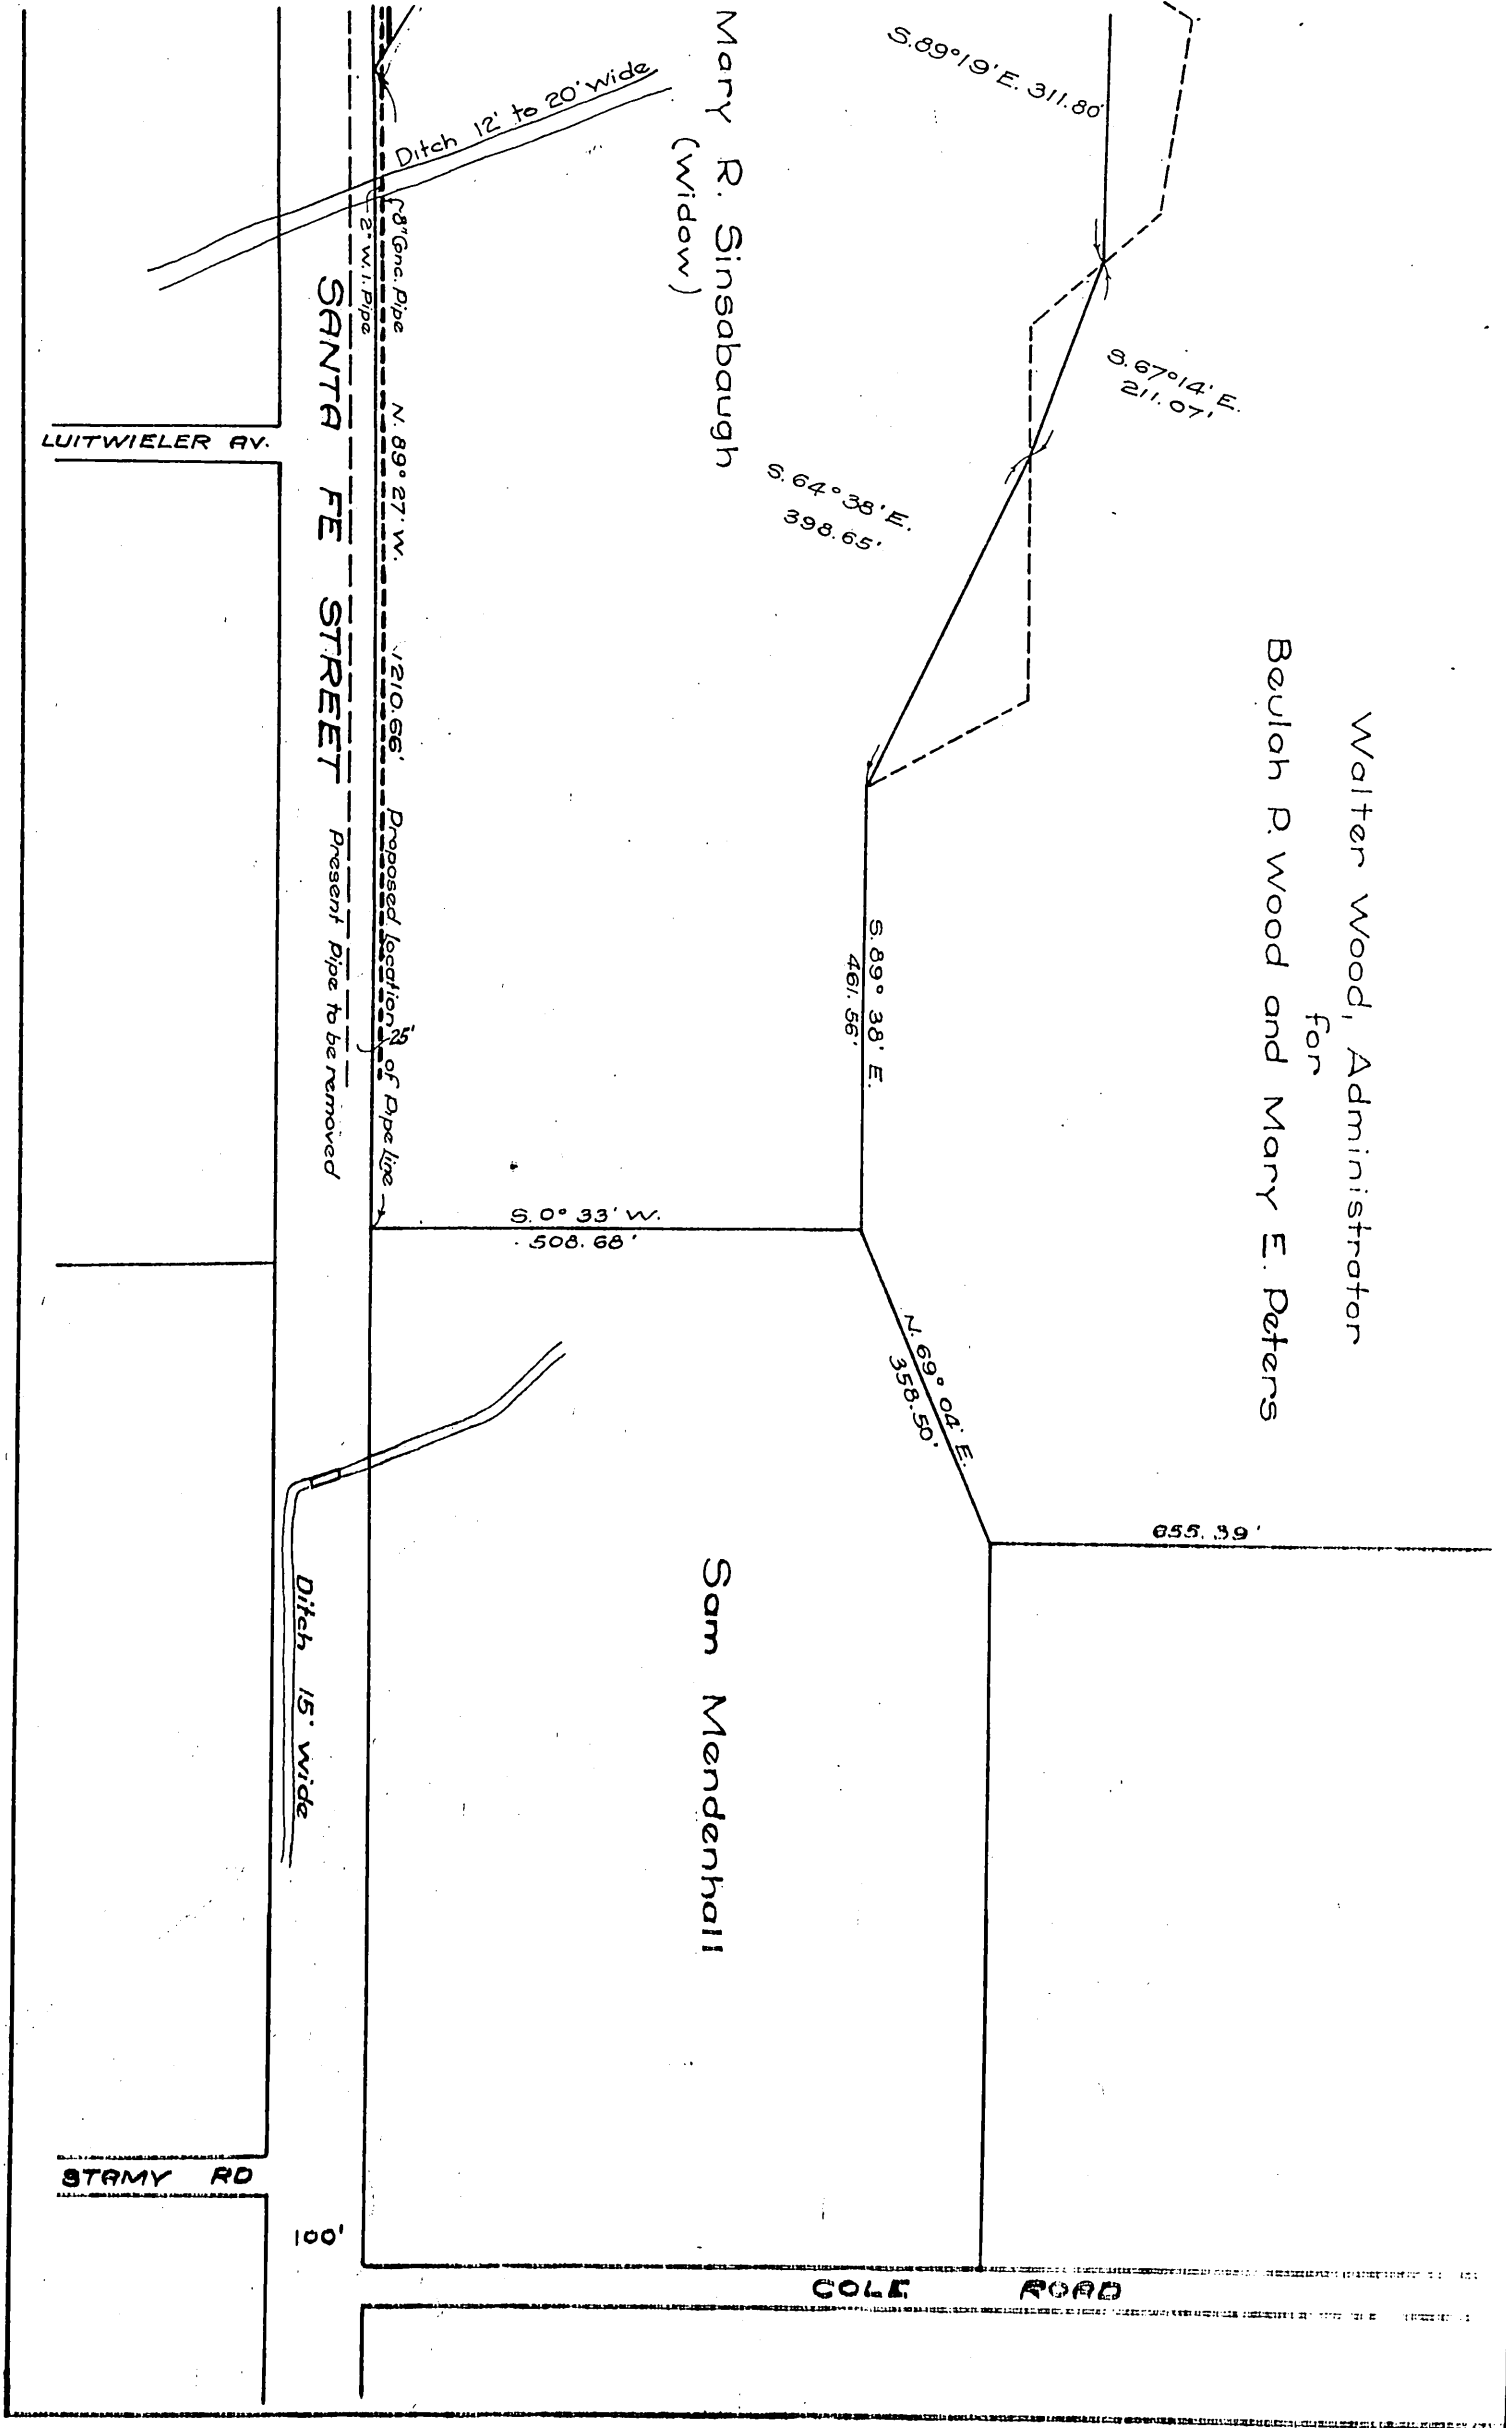 S.89°19'E. 311.80'
S.67°14'E.
211.07'
S.64°38'E.
398.65'
Mary R. Sinsabaugh
(Widow)
Walter Wood, Administrator
for
Beulah P. Wood and Mary E. Peters
S.89° 38' E.
461.56'
S.0° 33' W.
508.68'
N.69° 04' E.
358.50'
655.39'
Sam Mendenhall
Ditch 12' to 20' wide
8" Conc. Pipe
2" W.I. Pipe
N. 89° 27' W. 1210.66'
Proposed location of Pipe line
25'
SANTA FE STREET
Present Pipe to be removed
LUITWIELER AV.
Ditch 15' wide
STAMY RD
100'
COLE ROAD